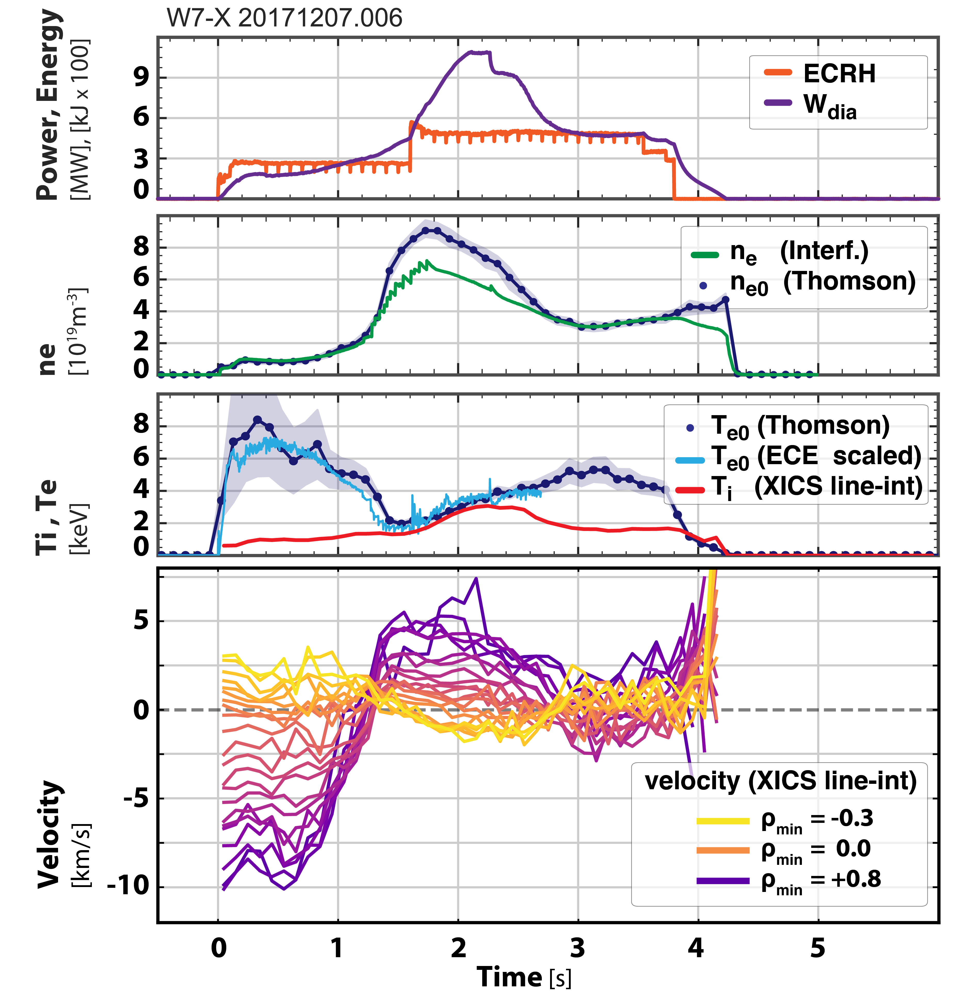 W7-X 20171207.006
Power, Energy
[MW], [kJ x 100]
9
6
3
0
ECRH
W_dia
ne
[10^19 m^-3]
8
6
4
2
0
n_e (Interf.)
n_e0 (Thomson)
Ti , Te
[keV]
8
6
4
2
0
T_e0 (Thomson)
T_e0 (ECE scaled)
T_i (XICS line-int)
Velocity
[km/s]
5
0
-5
-10
velocity (XICS line-int)
ρ_min = -0.3
ρ_min = 0.0
ρ_min = +0.8
0 1 2 3 4 5
Time [s]